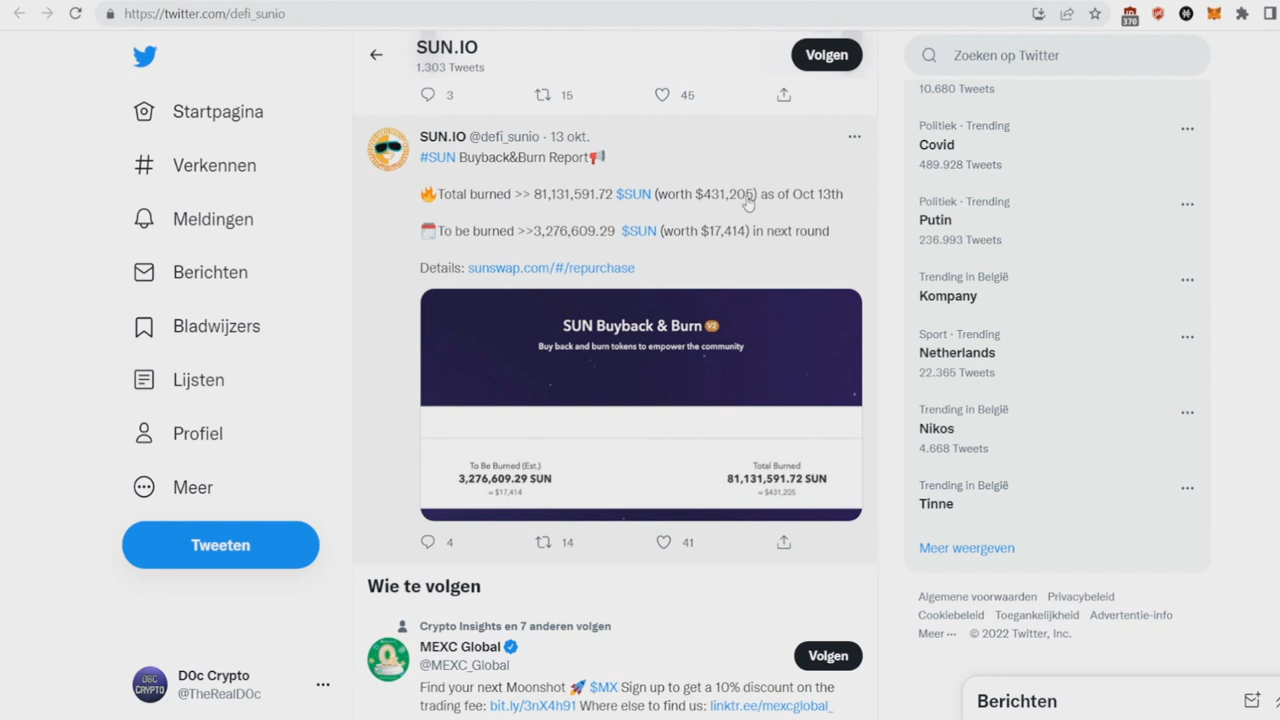 https://twitter.com/defi_sunio
370
SUN.IO
1.303 Tweets
Volgen
Zoeken op Twitter
Startpagina
Verkennen
Meldingen
Berichten
Bladwijzers
Lijsten
Profiel
Meer
Tweeten
D0c Crypto
@TheRealD0c
D0C
CRYPTO
3 15 45
SUN.IO @defi_sunio · 13 okt.
#SUN Buyback&Burn Report
Total burned >> 81,131,591.72 $SUN (worth $431,205) as of Oct 13th
To be burned >>3,276,609.29 $SUN (worth $17,414) in next round
Details: sunswap.com/#/repurchase
SUN Buyback & Burn V2
Buy back and burn tokens to empower the community
To Be Burned (Est.)
3,276,609.29 SUN
≈ $17,414
Total Burned
81,131,591.72 SUN
≈ $431,205
4 14 41
Wie te volgen
Crypto Insights en 7 anderen volgen
MEXC Global
@MEXC_Global
Volgen
Find your next Moonshot 🚀 $MX Sign up to get a 10% discount on the
trading fee: bit.ly/3nX4h91 Where else to find us: linktr.ee/mexcglobal_
10.680 Tweets
Politiek · Trending
Covid
489.928 Tweets
Politiek · Trending
Putin
236.993 Tweets
Trending in België
Kompany
Sport · Trending
Netherlands
22.365 Tweets
Trending in België
Nikos
4.668 Tweets
Trending in België
Tinne
Meer weergeven
Algemene voorwaarden Privacybeleid
Cookiebeleid Toegankelijkheid Advertentie-info
Meer ··· © 2022 Twitter, Inc.
Berichten